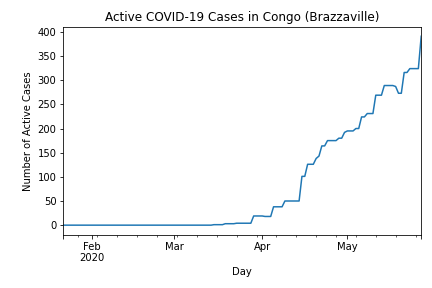 Active COVID-19 Cases in Congo (Brazzaville)
400
350
300
250
200
150
100
50
0
Number of Active Cases
Feb Mar Apr May
2020
Day